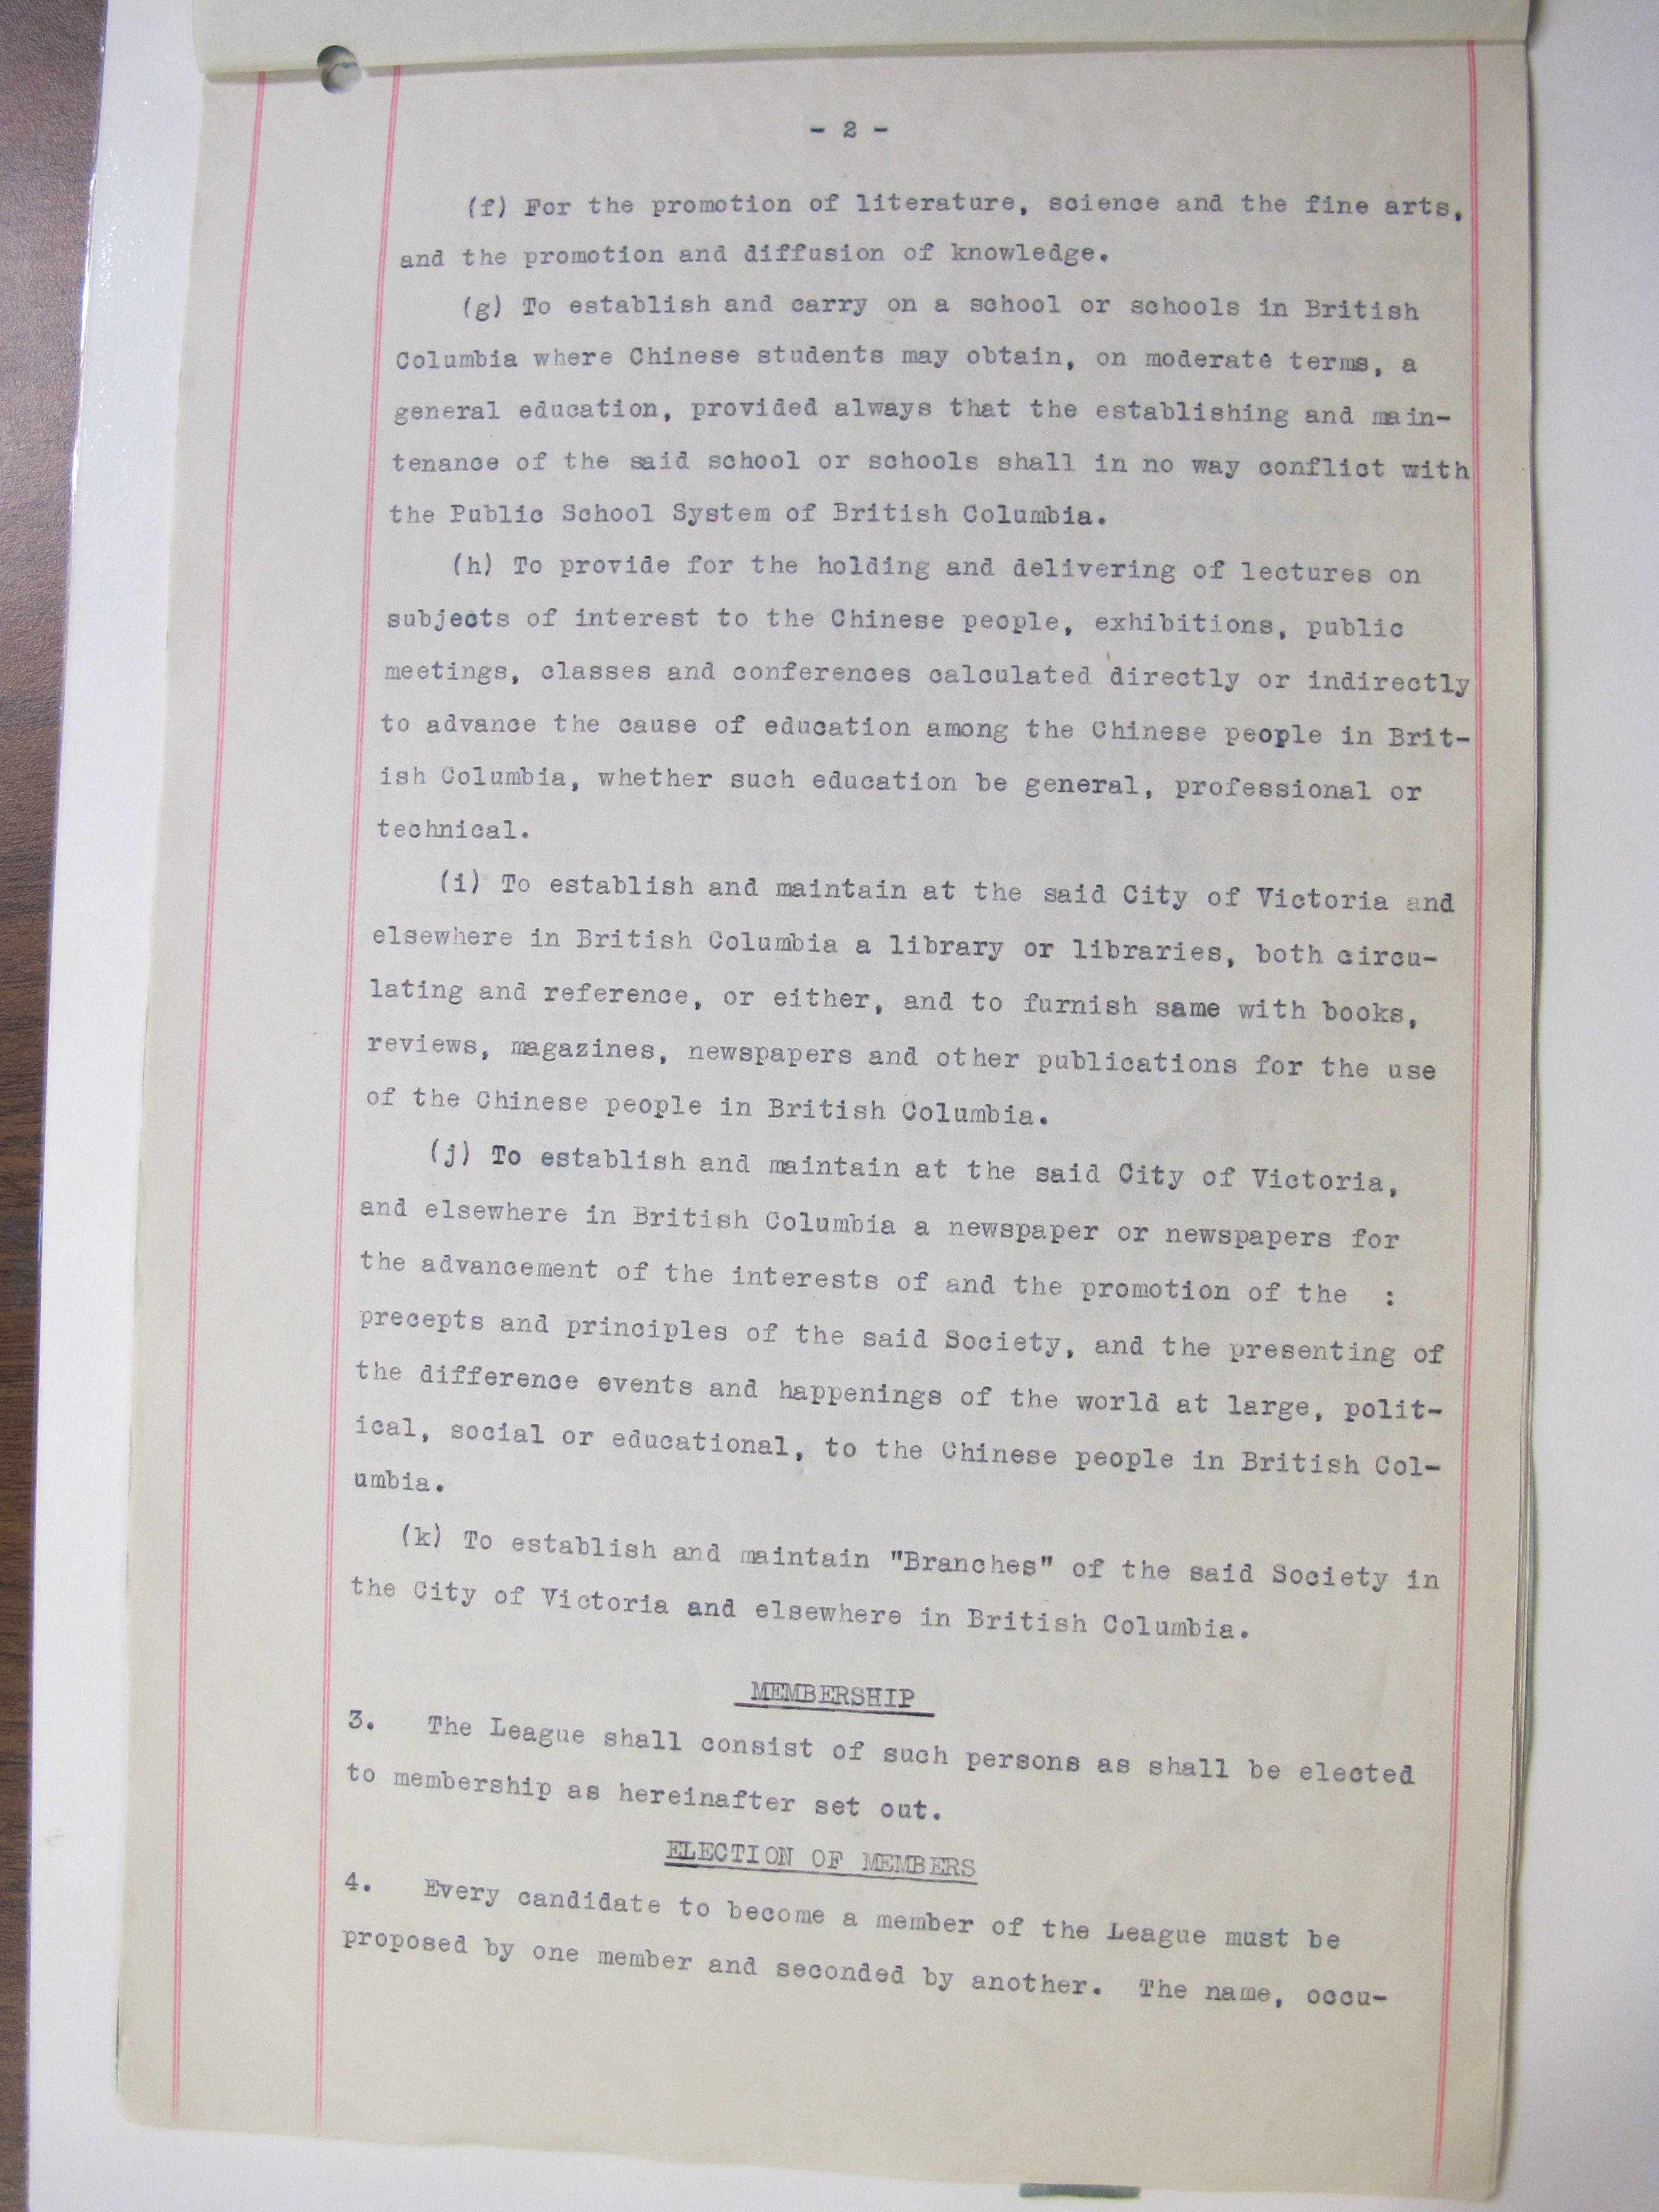 - 2 -
(f) For the promotion of literature, science and the fine arts,
and the promotion and diffusion of knowledge.
(g) To establish and carry on a school or schools in British
Columbia where Chinese students may obtain, on moderate terms, a
general education, provided always that the establishing and main-
tenance of the said school or schools shall in no way conflict with
the Public School System of British Columbia.
(h) To provide for the holding and delivering of lectures on
subjects of interest to the Chinese people, exhibitions, public
meetings, classes and conferences calculated directly or indirectly
to advance the cause of education among the Chinese people in Brit-
ish Columbia, whether such education be general, professional or
technical.
(i) To establish and maintain at the said City of Victoria and
elsewhere in British Columbia a library or libraries, both circu-
lating and reference, or either, and to furnish same with books,
reviews, magazines, newspapers and other publications for the use
of the Chinese people in British Columbia.
(j) To establish and maintain at the said City of Victoria,
and elsewhere in British Columbia a newspaper or newspapers for
the advancement of the interests of and the promotion of the :
precepts and principles of the said Society, and the presenting of
the difference events and happenings of the world at large, polit-
ical, social or educational, to the Chinese people in British Col-
umbia.
(k) To establish and maintain "Branches" of the said Society in
the City of Victoria and elsewhere in British Columbia.
MEMBERSHIP
3. The League shall consist of such persons as shall be elected
to membership as hereinafter set out.
ELECTION OF MEMBERS
4. Every candidate to become a member of the League must be
proposed by one member and seconded by another. The name, occu-